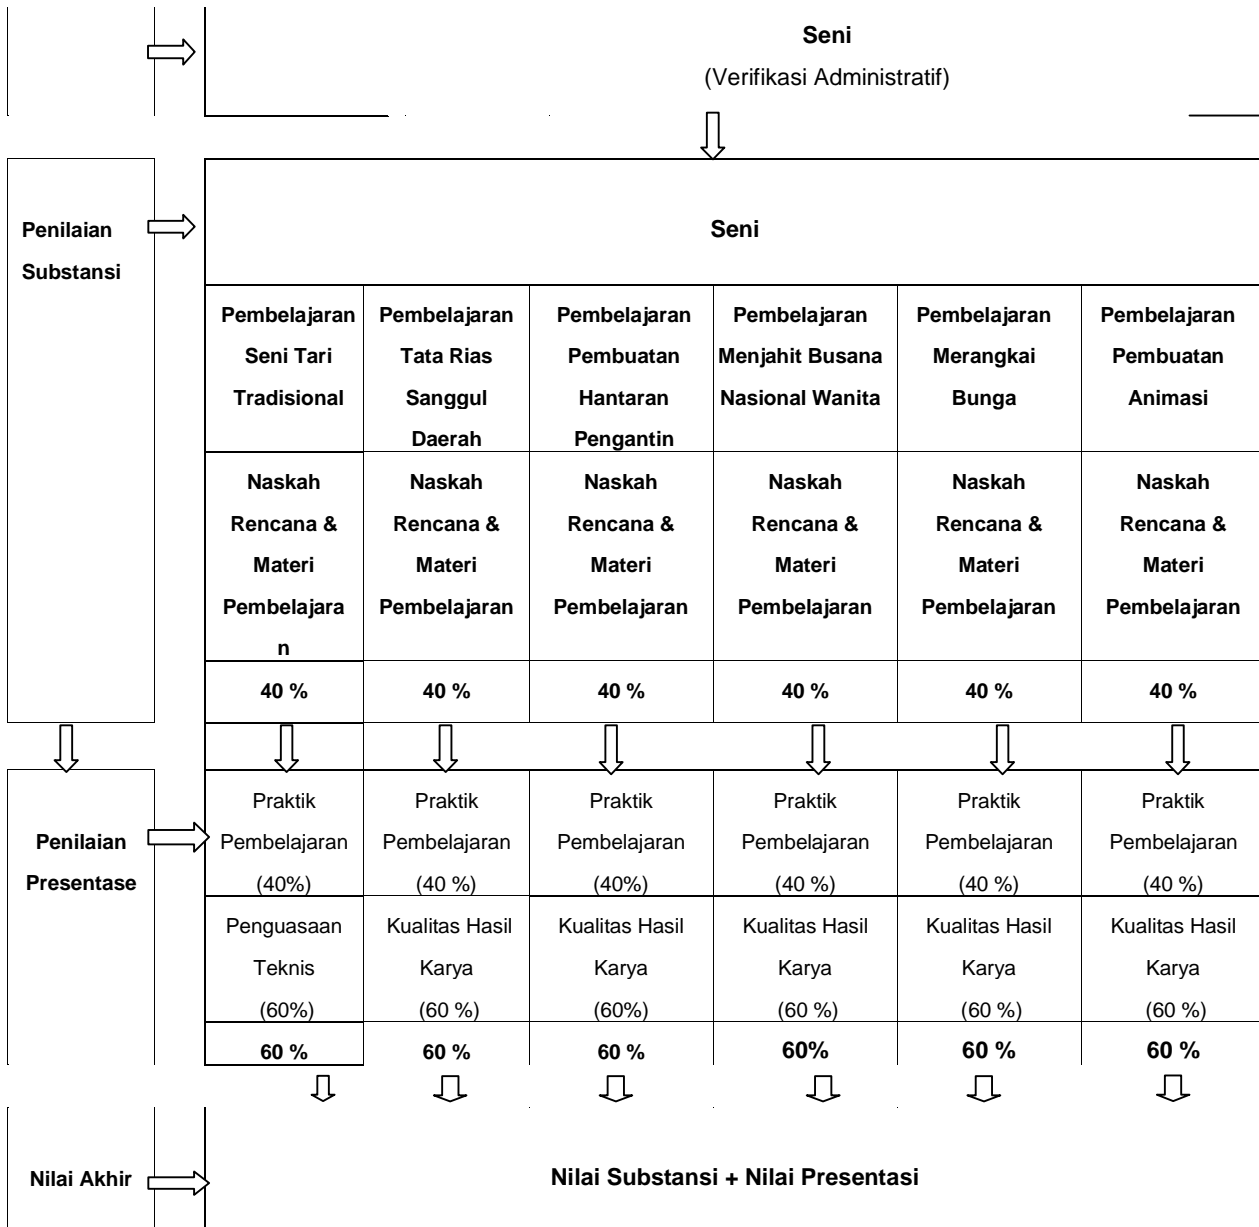 Seni
(Verifikasi Administratif)
Penilaian
Substansi
Seni
Pembelajaran
Seni Tari
Tradisional
Pembelajaran
Tata Rias
Sanggul
Daerah
Pembelajaran
Pembuatan
Hantaran
Pengantin
Pembelajaran
Menjahit Busana
Nasional Wanita
Pembelajaran
Merangkai
Bunga
Pembelajaran
Pembuatan
Animasi
Naskah
Rencana &
Materi
Pembelajara
n
Naskah
Rencana &
Materi
Pembelajaran
Naskah
Rencana &
Materi
Pembelajaran
Naskah
Rencana &
Materi
Pembelajaran
Naskah
Rencana &
Materi
Pembelajaran
Naskah
Rencana &
Materi
Pembelajaran
40 %
40 %
40 %
40 %
40 %
40 %
Penilaian
Presentase
Praktik
Pembelajaran
(40%)
Praktik
Pembelajaran
(40 %)
Praktik
Pembelajaran
(40%)
Praktik
Pembelajaran
(40 %)
Praktik
Pembelajaran
(40 %)
Praktik
Pembelajaran
(40 %)
Penguasaan
Teknis
(60%)
Kualitas Hasil
Karya
(60 %)
Kualitas Hasil
Karya
(60%)
Kualitas Hasil
Karya
(60 %)
Kualitas Hasil
Karya
(60 %)
Kualitas Hasil
Karya
(60 %)
60 %
60 %
60 %
60%
60 %
60 %
Nilai Akhir
Nilai Substansi + Nilai Presentasi